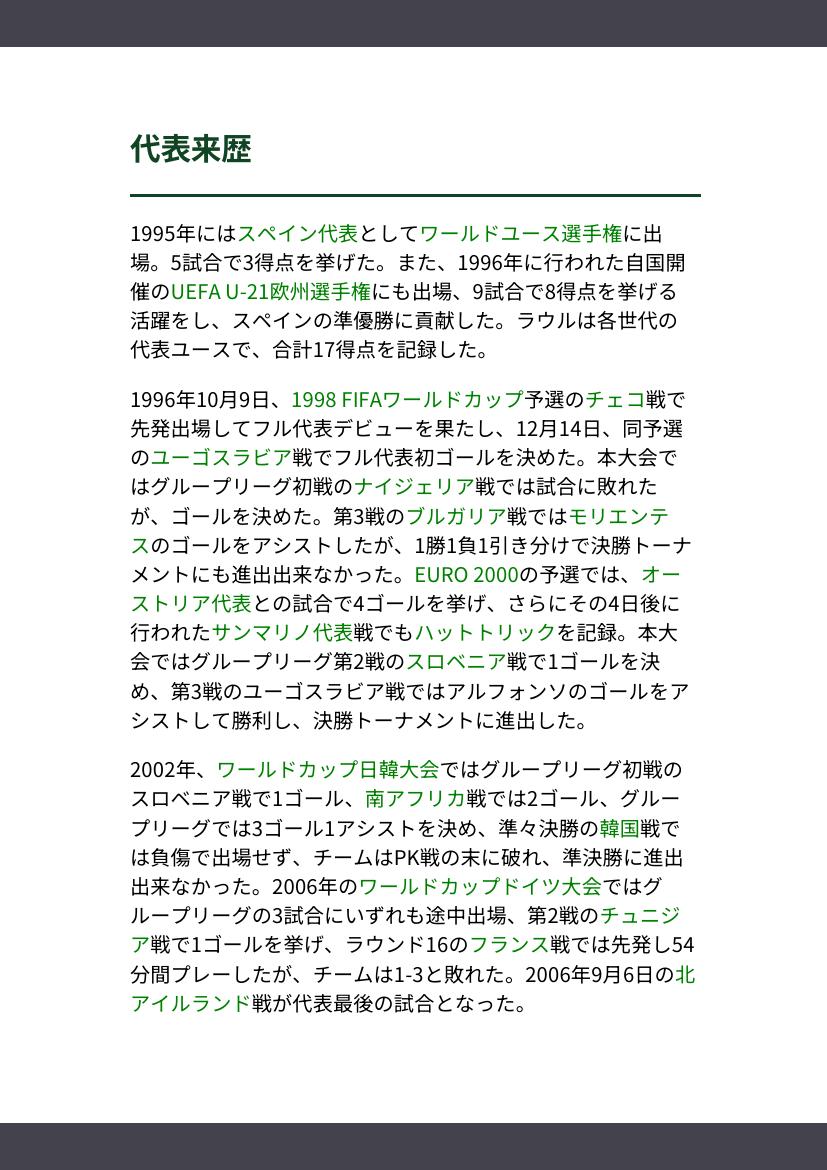 代表来歴
1995年にはスペイン代表としてワールドユース選手権に出
場。5試合で3得点を挙げた。また、1996年に行われた自国開
催のUEFA U-21欧州選手権にも出場、9試合で8得点を挙げる
活躍をし、スペインの準優勝に貢献した。ラウルは各世代の
代表ユースで、合計17得点を記録した。
1996年10月9日、1998 FIFAワールドカップ予選のチェコ戦で
先発出場してフル代表デビューを果たし、12月14日、同予選
のユーゴスラビア戦でフル代表初ゴールを決めた。本大会で
はグループリーグ初戦のナイジェリア戦では試合に敗れた
が、ゴールを決めた。第3戦のブルガリア戦ではモリエンテ
スのゴールをアシストしたが、1勝1負1引き分けで決勝トーナ
メントにも進出出来なかった。EURO 2000の予選では、オー
ストリア代表との試合で4ゴールを挙げ、さらにその4日後に
行われたサンマリノ代表戦でもハットトリックを記録。本大
会ではグループリーグ第2戦のスロベニア戦で1ゴールを決
め、第3戦のユーゴスラビア戦ではアルフォンソのゴールをア
シストして勝利し、決勝トーナメントに進出した。
2002年、ワールドカップ日韓大会ではグループリーグ初戦の
スロベニア戦で1ゴール、南アフリカ戦では2ゴール、グルー
プリーグでは3ゴール1アシストを決め、準々決勝の韓国戦で
は負傷で出場せず、チームはPK戦の末に破れ、準決勝に進出
出来なかった。2006年のワールドカップドイツ大会ではグ
ループリーグの3試合にいずれも途中出場、第2戦のチュニジ
ア戦で1ゴールを挙げ、ラウンド16のフランス戦では先発し54
分間プレーしたが、チームは1-3と敗れた。2006年9月6日の北
アイルランド戦が代表最後の試合となった。